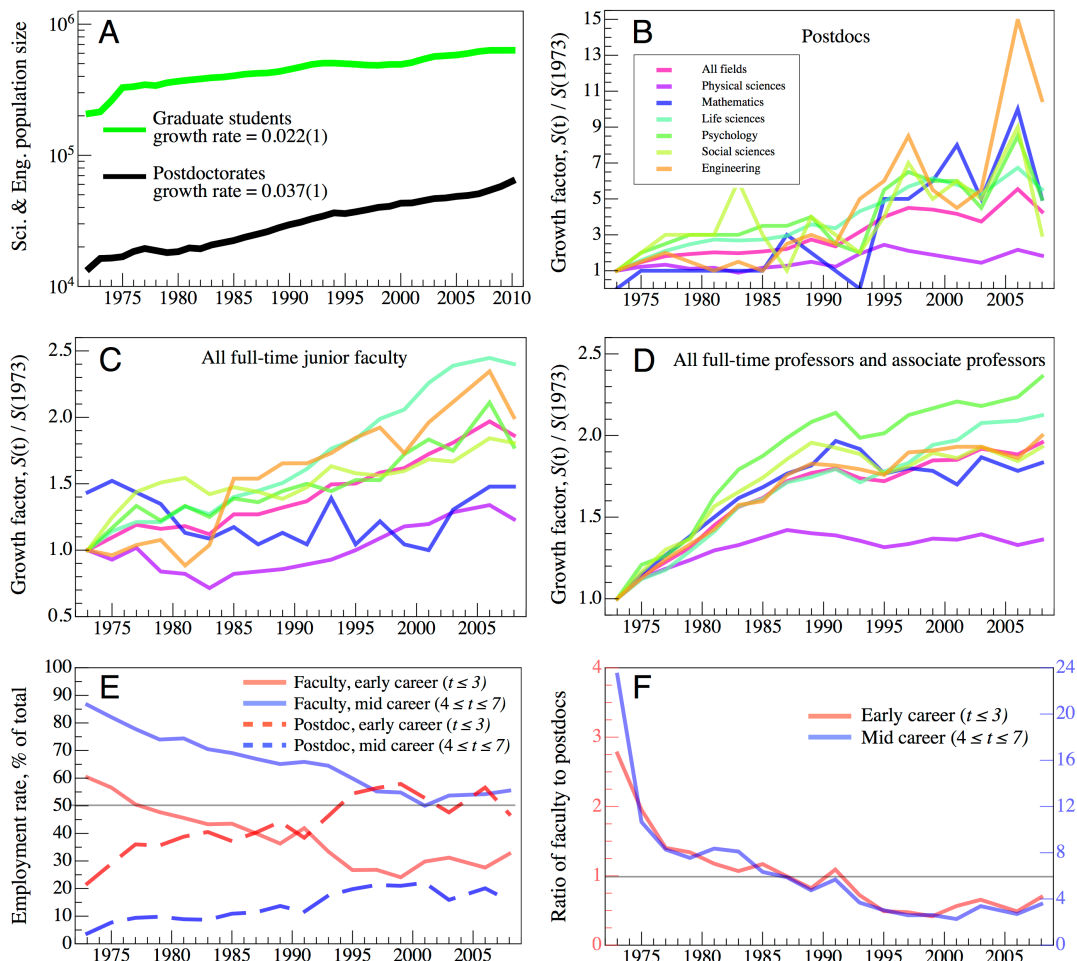 A
Sci. & Eng. population size
10^6
10^5
10^4
Graduate students
growth rate = 0.022(1)
Postdoctorates
growth rate = 0.037(1)
1975 1980 1985 1990 1995 2000 2005 2010
B
Postdocs
Growth factor, S(t) / S(1973)
15
13
11
9
7
5
3
1
All fields
Physical sciences
Mathematics
Life sciences
Psychology
Social sciences
Engineering
1975 1980 1985 1990 1995 2000 2005
C
All full-time junior faculty
Growth factor, S(t) / S(1973)
2.5
2.0
1.5
1.0
0.5
1975 1980 1985 1990 1995 2000 2005
D
All full-time professors and associate professors
Growth factor, S(t) / S(1973)
2.5
2.0
1.5
1.0
1975 1980 1985 1990 1995 2000 2005
E
Employment rate, % of total
100
90
80
70
60
50
40
30
20
10
0
Faculty, early career (t ≤ 3)
Faculty, mid career (4 ≤ t ≤ 7)
Postdoc, early career (t ≤ 3)
Postdoc, mid career (4 ≤ t ≤ 7)
1975 1980 1985 1990 1995 2000 2005
F
Ratio of faculty to postdocs
4
3
2
1
0
24
20
16
12
8
4
0
Early career (t ≤ 3)
Mid career (4 ≤ t ≤ 7)
1975 1980 1985 1990 1995 2000 2005